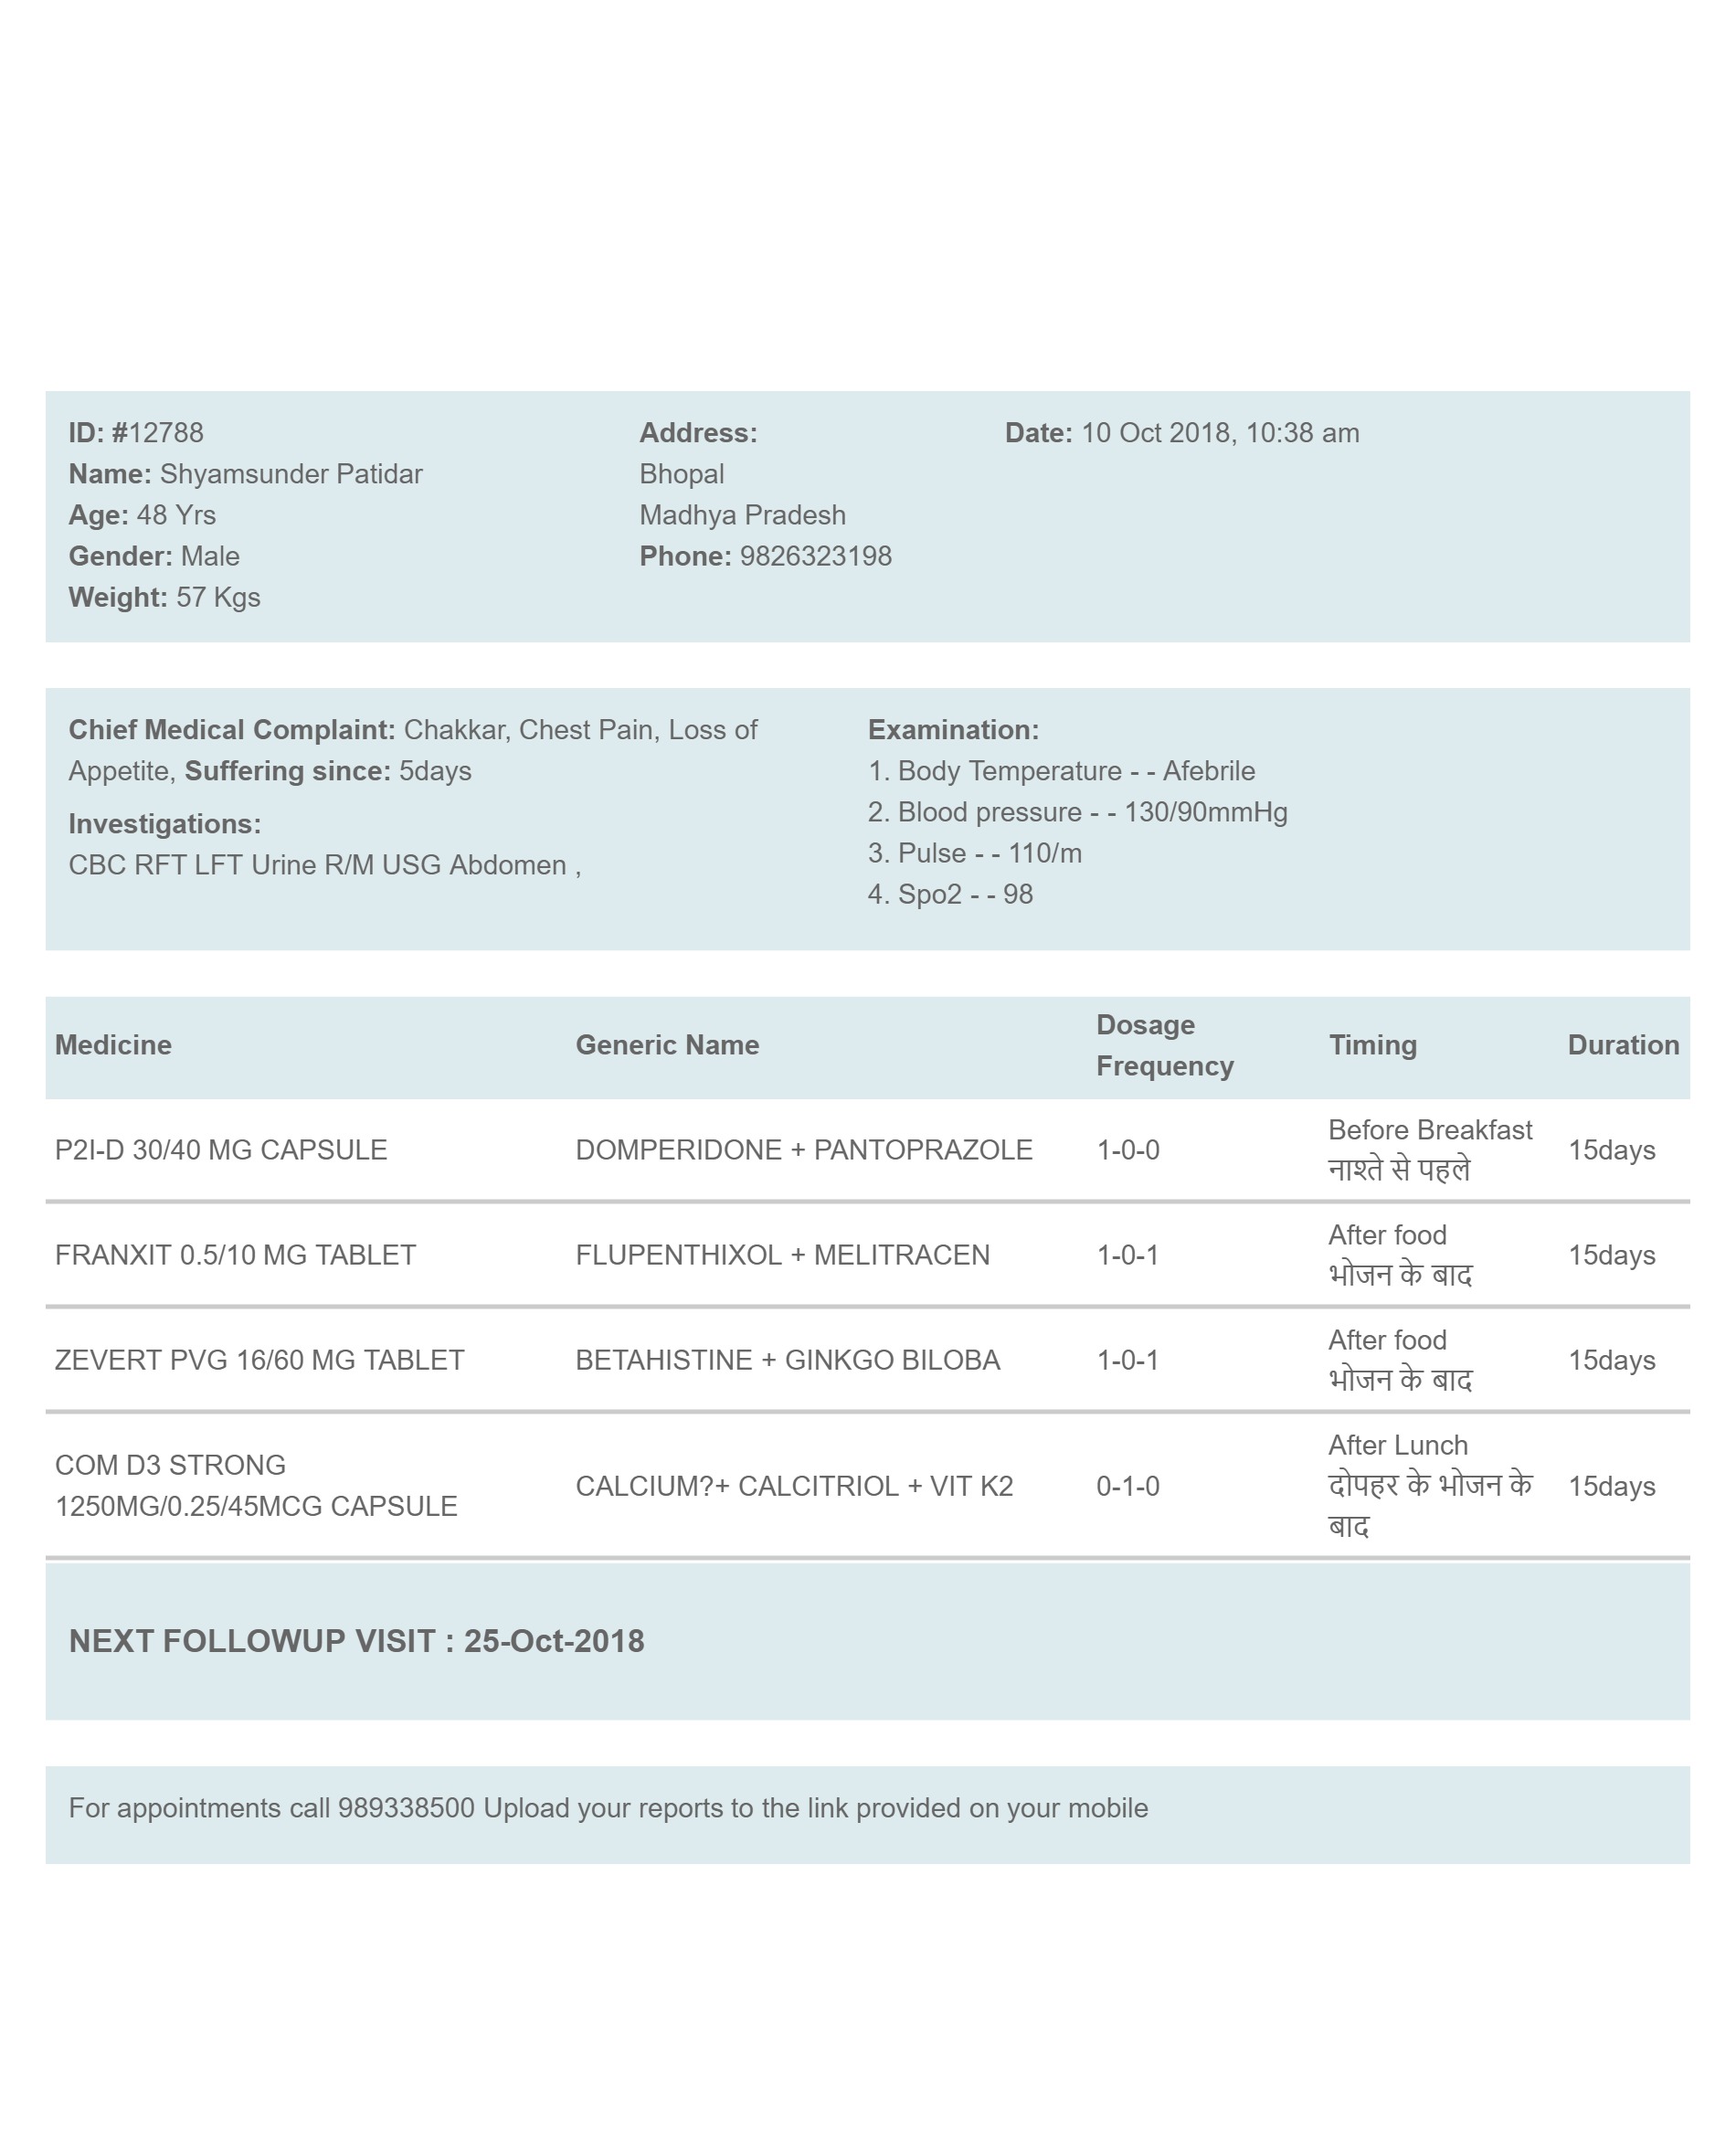 ID: #12788
Name: Shyamsunder Patidar
Age: 48 Yrs
Gender: Male
Weight: 57 Kgs
Address:
Bhopal
Madhya Pradesh
Phone: 9826323198
Date: 10 Oct 2018, 10:38 am
Chief Medical Complaint: Chakkar, Chest Pain, Loss of
Appetite, Suffering since: 5days
Investigations:
CBC RFT LFT Urine R/M USG Abdomen ,
Examination:
1. Body Temperature - - Afebrile
2. Blood pressure - - 130/90mmHg
3. Pulse - - 110/m
4. Spo2 - - 98
Medicine Generic Name Dosage Frequency Timing Duration
P2I-D 30/40 MG CAPSULE DOMPERIDONE + PANTOPRAZOLE 1-0-0 Before Breakfast 15days
नाश्ते से पहले
FRANXIT 0.5/10 MG TABLET FLUPENTHIXOL + MELITRACEN 1-0-1 After food 15days
भोजन के बाद
ZEVERT PVG 16/60 MG TABLET BETAHISTINE + GINKGO BILOBA 1-0-1 After food 15days
भोजन के बाद
COM D3 STRONG
1250MG/0.25/45MCG CAPSULE CALCIUM?+ CALCITRIOL + VIT K2 0-1-0 After Lunch 15days
दोपहर के भोजन के
बाद
NEXT FOLLOWUP VISIT : 25-Oct-2018
For appointments call 989338500 Upload your reports to the link provided on your mobile